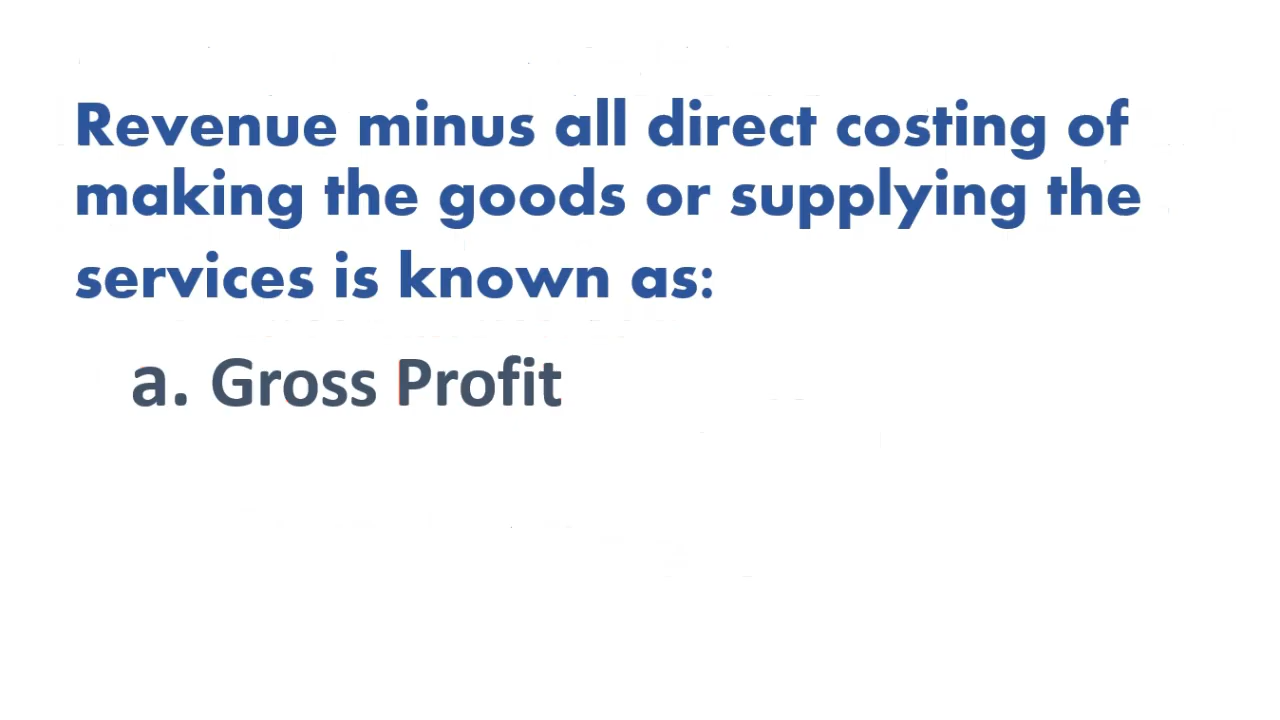 Revenue minus all direct costing of
making the goods or supplying the
services is known as:
a. Gross Profit